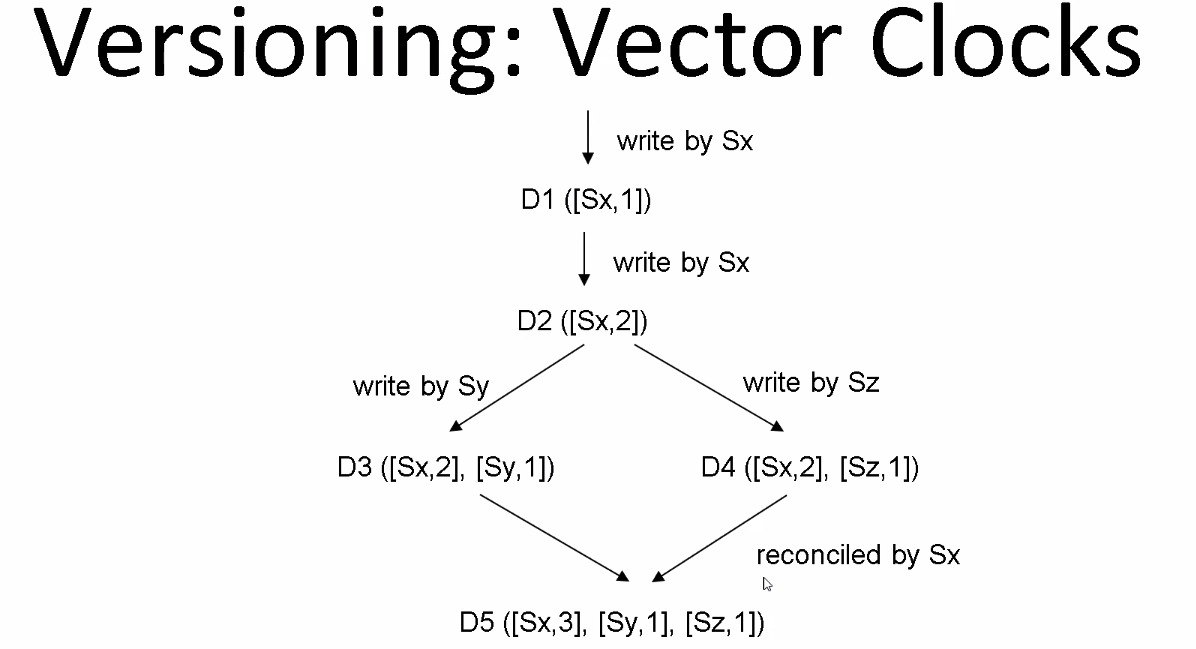 Versioning: Vector Clocks
write by Sx
D1 ([Sx,1])
write by Sx
D2 ([Sx,2])
write by Sy
write by Sz
D3 ([Sx,2], [Sy,1])
D4 ([Sx,2], [Sz,1])
reconciled by Sx
D5 ([Sx,3], [Sy,1], [Sz,1])